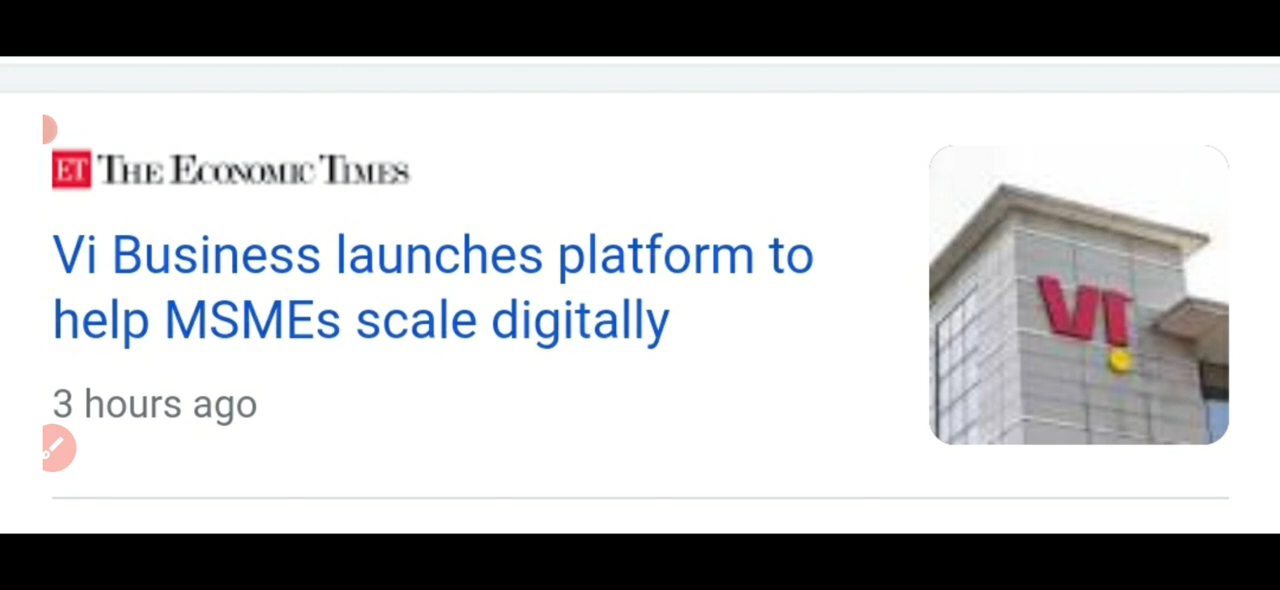 ET THE ECONOMIC TIMES
Vi Business launches platform to
help MSMEs scale digitally
3 hours ago
VI